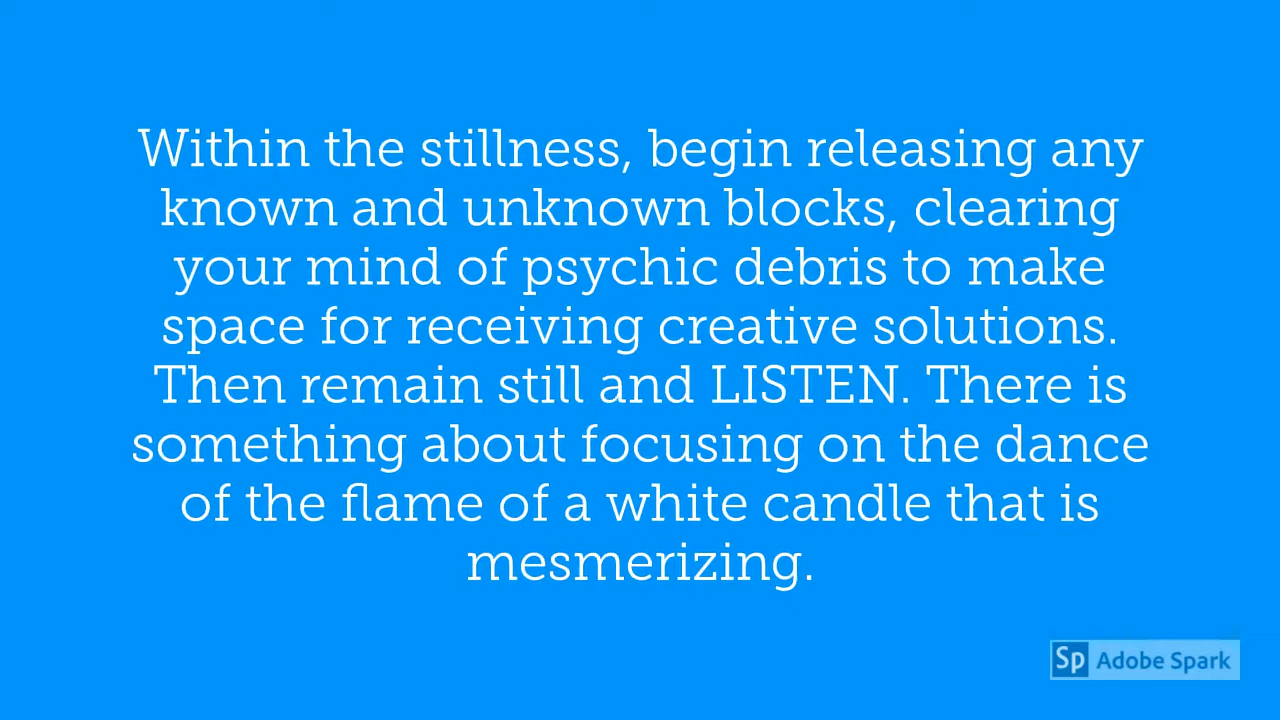 Within the stillness, begin releasing any
known and unknown blocks, clearing
your mind of psychic debris to make
space for receiving creative solutions.
Then remain still and LISTEN. There is
something about focusing on the dance
of the flame of a white candle that is
mesmerizing.
Sp Adobe Spark